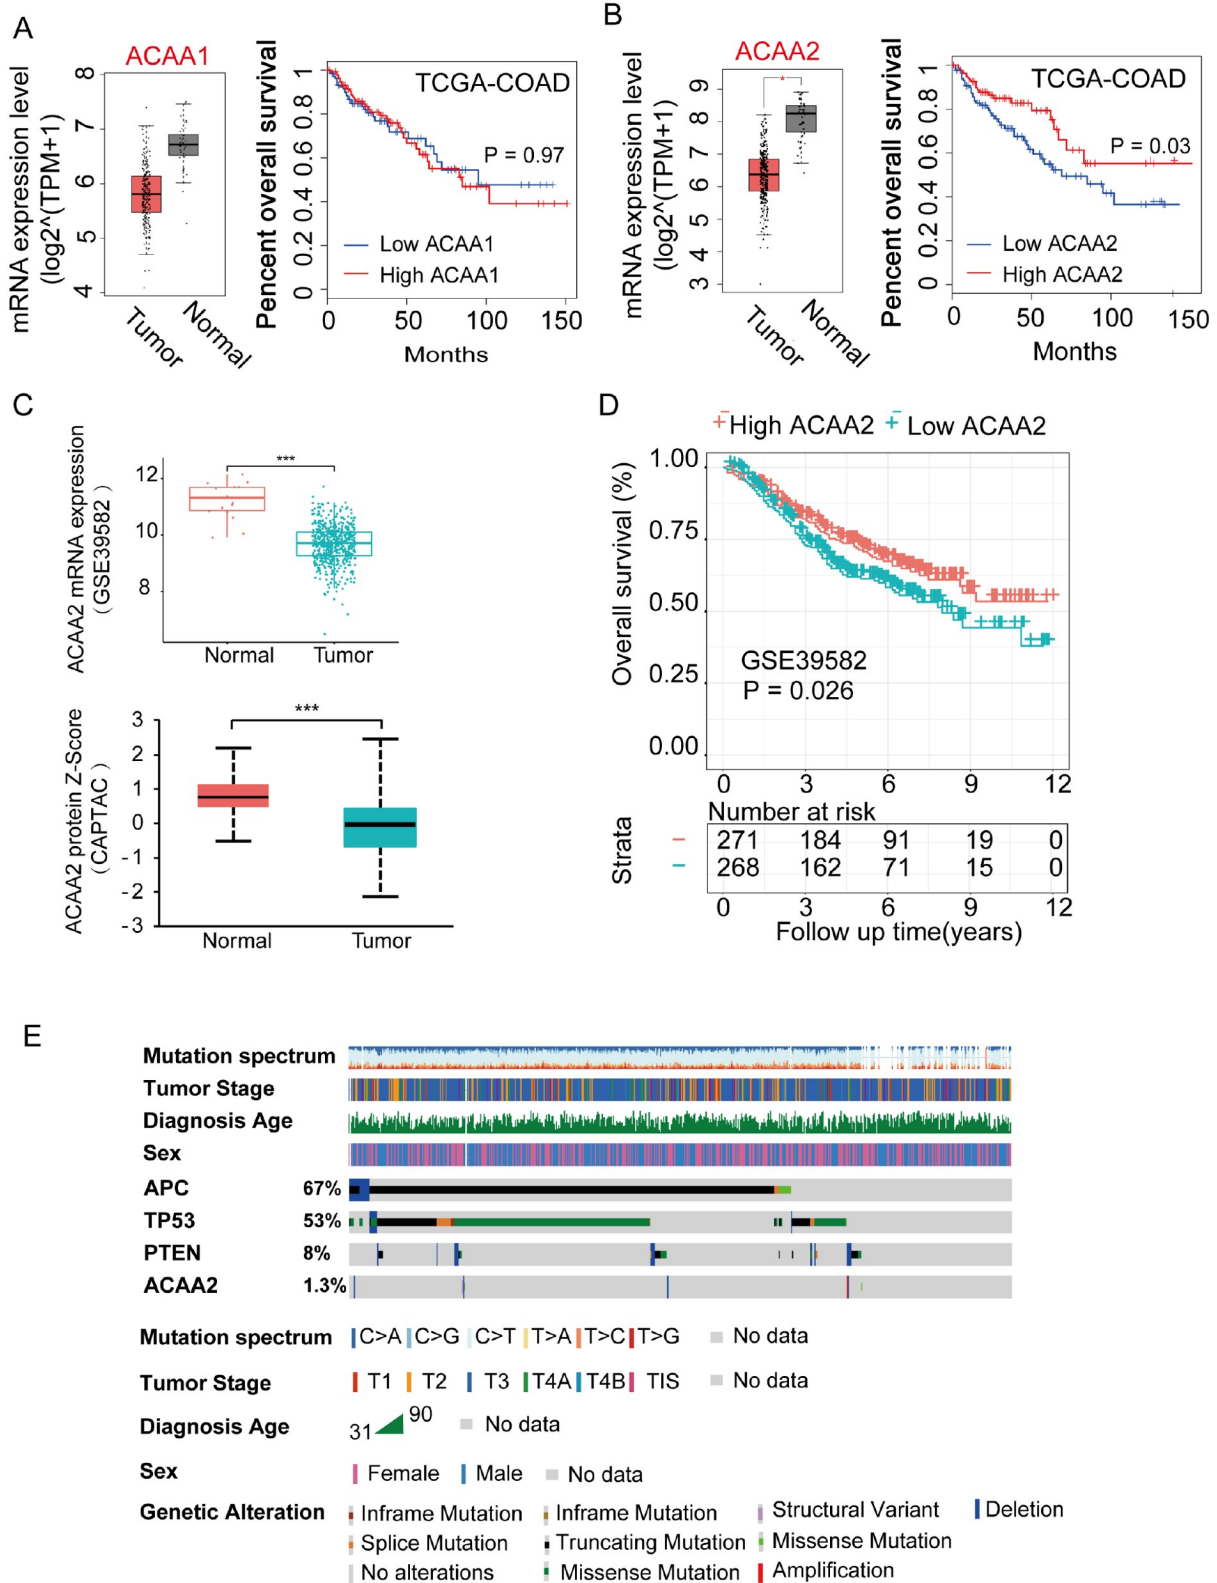 A
ACAA1
mRNA expression level
(log2^(TPM+1)
8
7
6
5
4
Tumor
Normal
Pencent overall survival
1
0.8
0.6
0.4
0.2
0
TCGA-COAD
P = 0.97
Low ACAA1
High ACAA1
0 50 100 150
Months
B
ACAA2
mRNA expression level
(log2^(TPM+1)
9
8
7
6
5
4
3
*
Tumor
Normal
Pencent overall survival
1
0.8
0.6
0.4
0.2
0
TCGA-COAD
P = 0.03
Low ACAA2
High ACAA2
0 50 100 150
Months
C
ACAA2 mRNA expression
(GSE39582)
12
10
8
***
Normal Tumor
ACAA2 protein Z-Score
(CAPTAC)
3
2
1
0
-1
-2
-3
***
Normal Tumor
D
High ACAA2 Low ACAA2
Overall survival (%)
1.00
0.75
0.50
0.25
0.00
GSE39582
P = 0.026
0 3 6 9 12
Number at risk
Strata
271 184 91 19 0
268 162 71 15 0
0 3 6 9 12
Follow up time(years)
E
Mutation spectrum
Tumor Stage
Diagnosis Age
Sex
APC 67%
TP53 53%
PTEN 8%
ACAA2 1.3%
Mutation spectrum C>A C>G C>T T>A T>C T>G No data
Tumor Stage T1 T2 T3 T4A T4B TIS No data
Diagnosis Age 31 90 No data
Sex Female Male No data
Genetic Alteration Inframe Mutation Inframe Mutation Structural Variant Deletion
Splice Mutation Truncating Mutation Missense Mutation
No alterations Missense Mutation Amplification